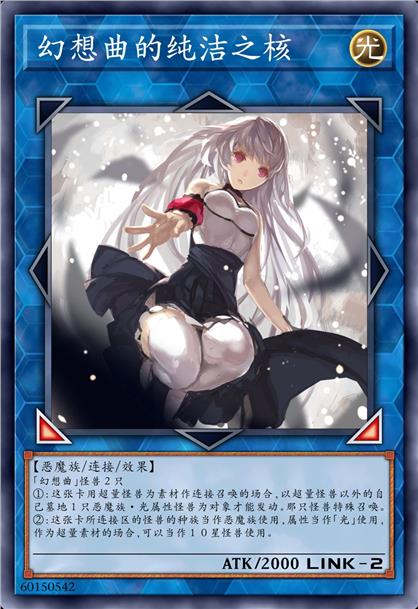 幻想曲的纯洁之核
光
【恶魔族/连接/效果】
「幻想曲」怪兽２只
①：这张卡用超量怪兽为素材作连接召唤的场合，以超量怪兽以外的自
己墓地１只恶魔族・光属性怪兽为对象才能发动。那只怪兽特殊召唤。
②：这张卡所连接区的怪兽的种族当作恶魔族使用，属性当作「光」使用，
作为超量素材的场合，可以当作１０星怪兽使用。
ATK/2000 LINK-2
60150542